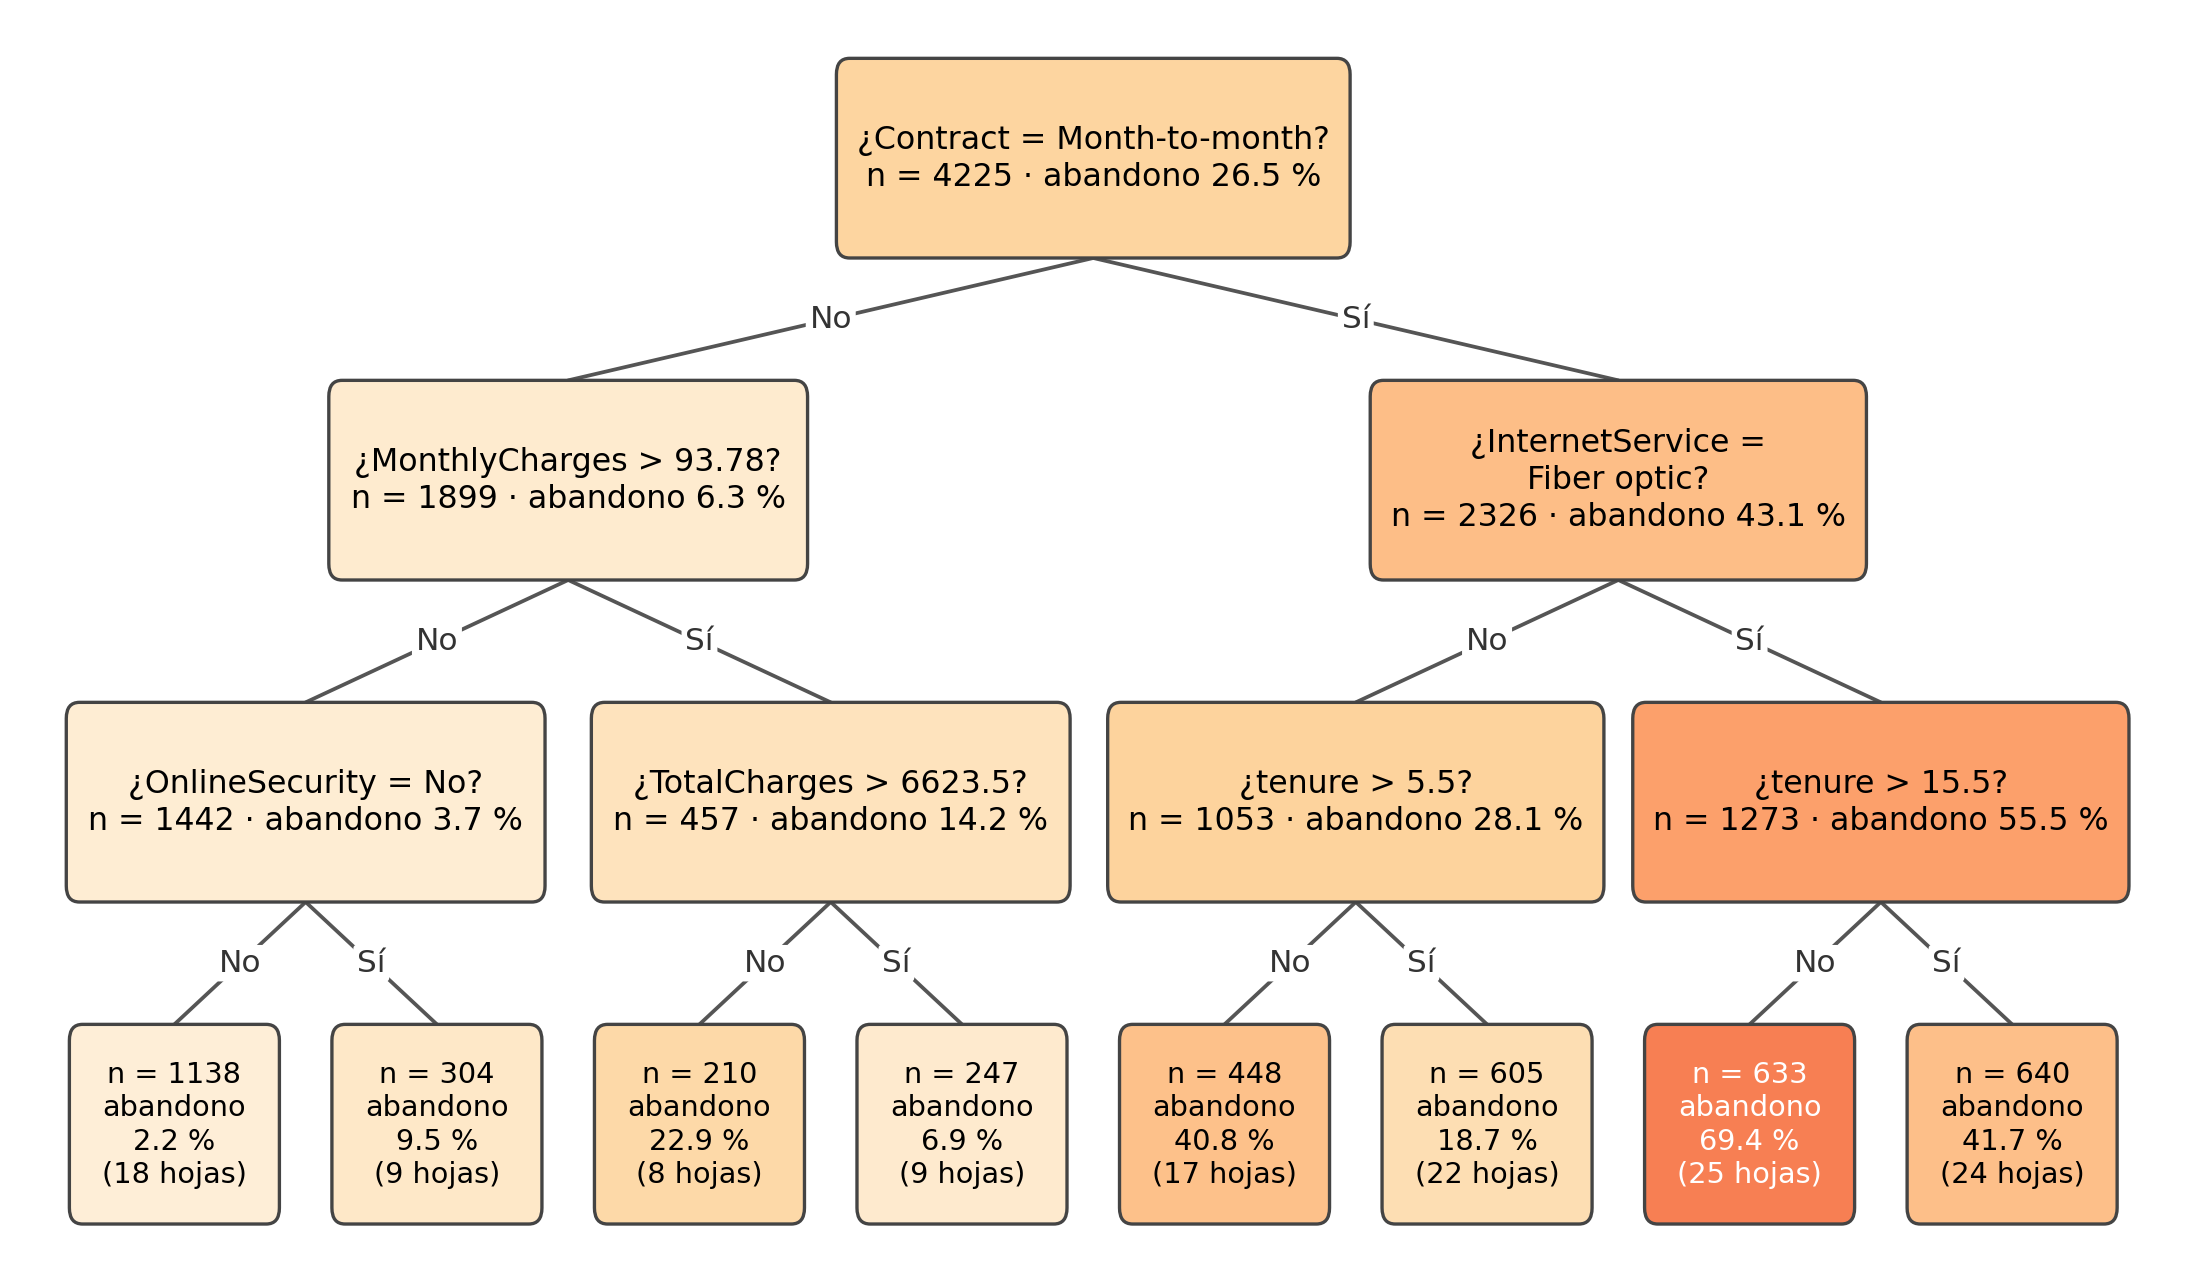 ¿Contract = Month-to-month?
n = 4225 · abandono 26.5 %
No
Sí
¿MonthlyCharges > 93.78?
n = 1899 · abandono 6.3 %
¿InternetService =
Fiber optic?
n = 2326 · abandono 43.1 %
No
Sí
No
Sí
¿OnlineSecurity = No?
n = 1442 · abandono 3.7 %
¿TotalCharges > 6623.5?
n = 457 · abandono 14.2 %
¿tenure > 5.5?
n = 1053 · abandono 28.1 %
¿tenure > 15.5?
n = 1273 · abandono 55.5 %
No
Sí
No
Sí
No
Sí
No
Sí
n = 1138
abandono
2.2 %
(18 hojas)
n = 304
abandono
9.5 %
(9 hojas)
n = 210
abandono
22.9 %
(8 hojas)
n = 247
abandono
6.9 %
(9 hojas)
n = 448
abandono
40.8 %
(17 hojas)
n = 605
abandono
18.7 %
(22 hojas)
n = 633
abandono
69.4 %
(25 hojas)
n = 640
abandono
41.7 %
(24 hojas)